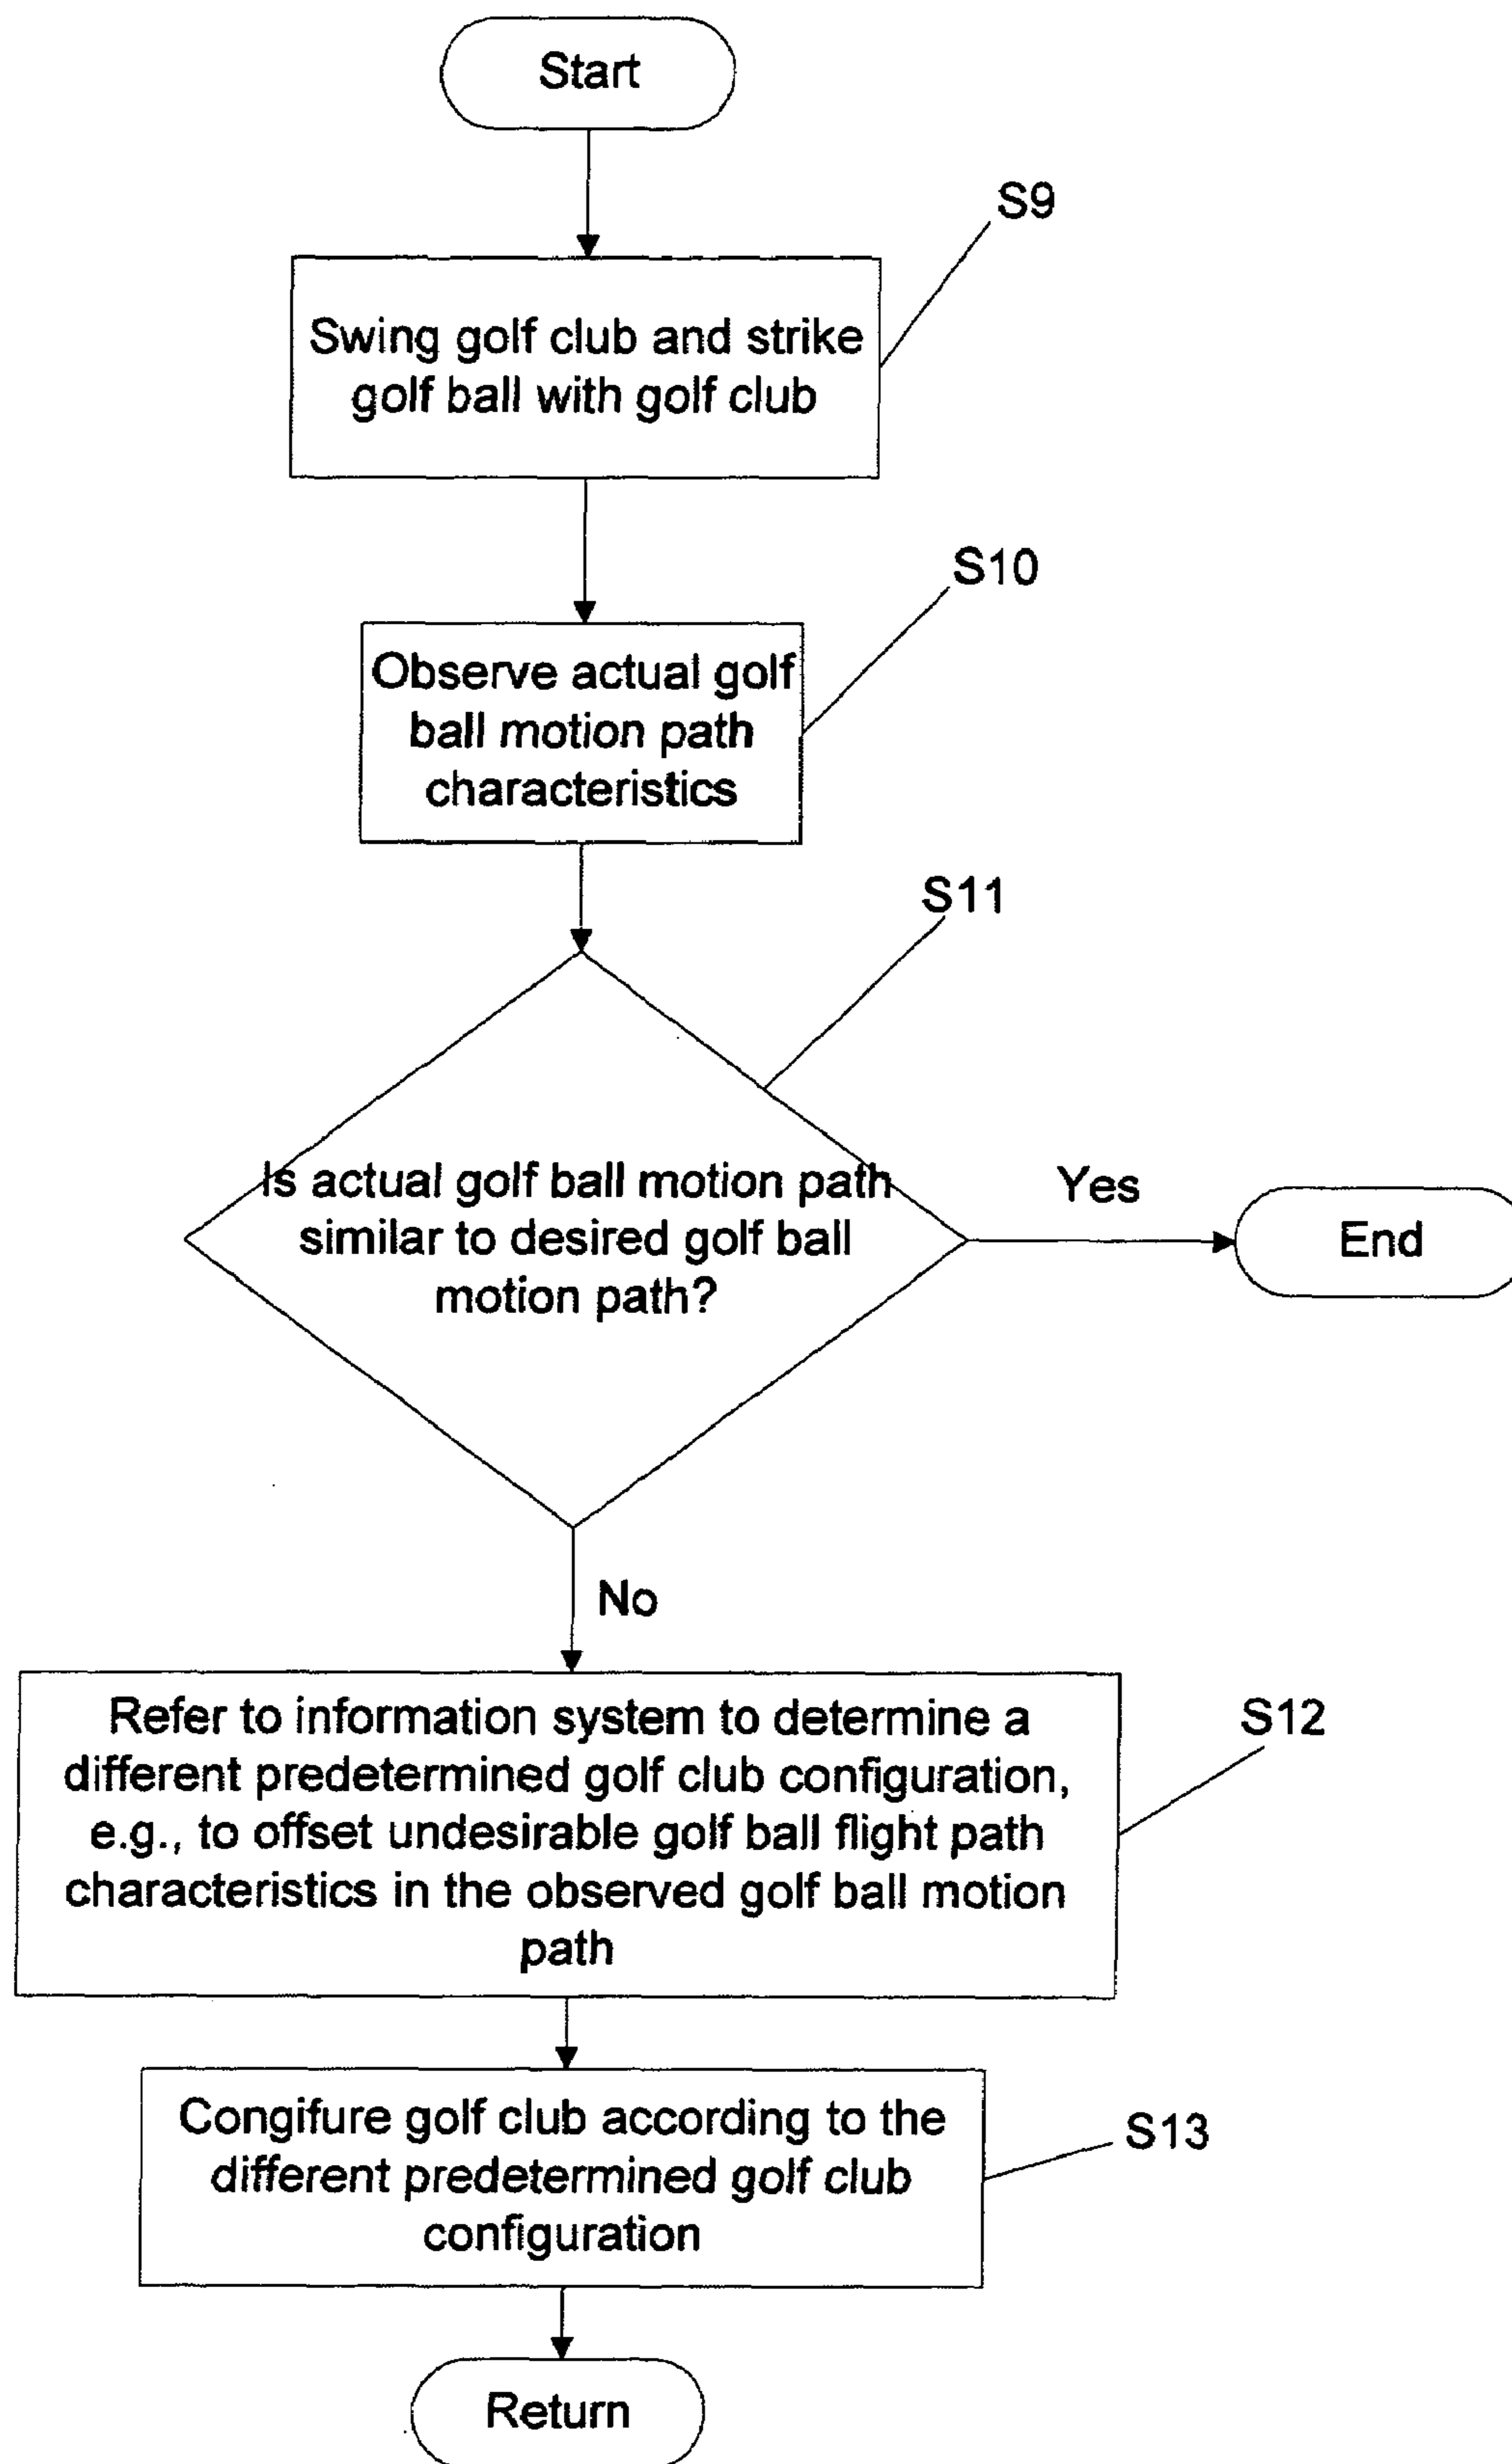 Start
S9
Swing golf club and strike
golf ball with golf club
S10
Observe actual golf
ball motion path
characteristics
S11
Is actual golf ball motion path
similar to desired golf ball
motion path?
Yes
End
No
Refer to information system to determine a
different predetermined golf club configuration,
e.g., to offset undesirable golf ball flight path
characteristics in the observed golf ball motion
path
S12
Congifure golf club according to the
different predetermined golf club
configuration
S13
Return